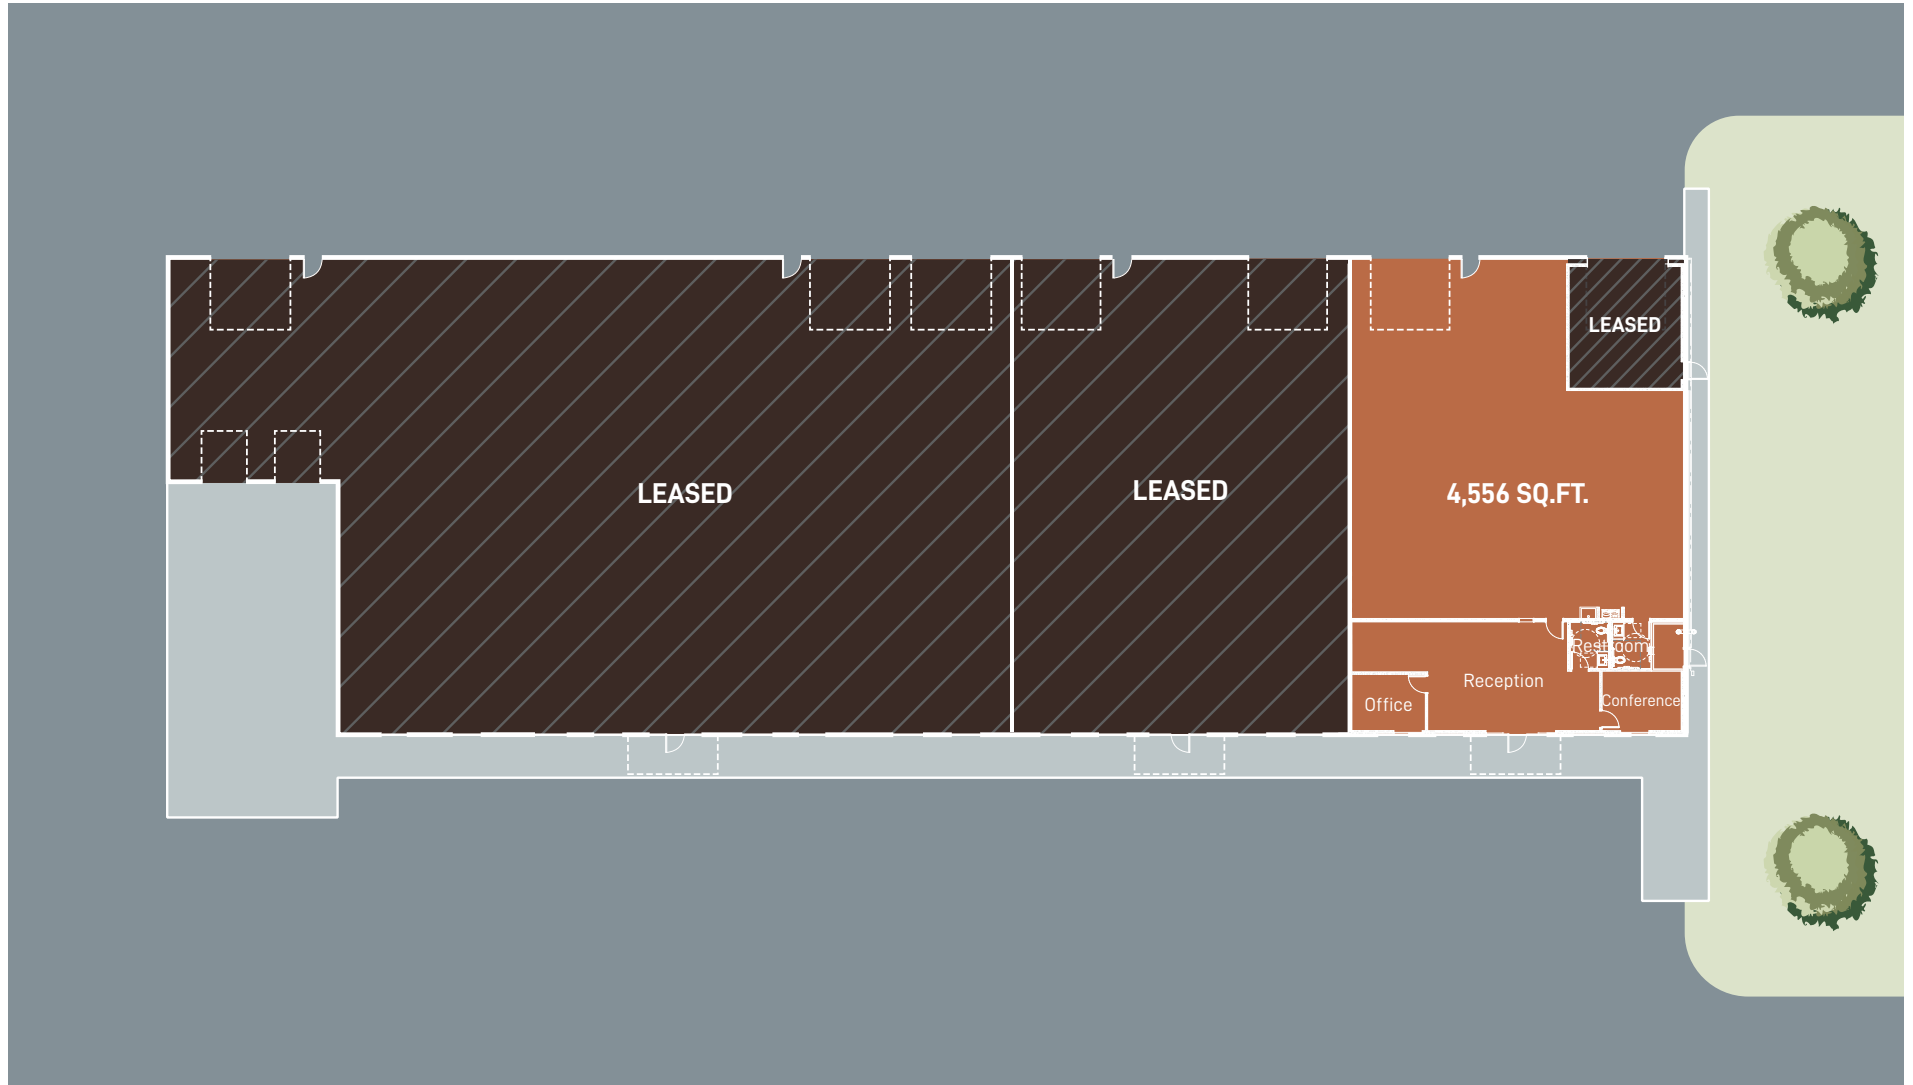 LEASED
LEASED
LEASED
4,556 SQ.FT.
Restroom
Reception
Office
Conference